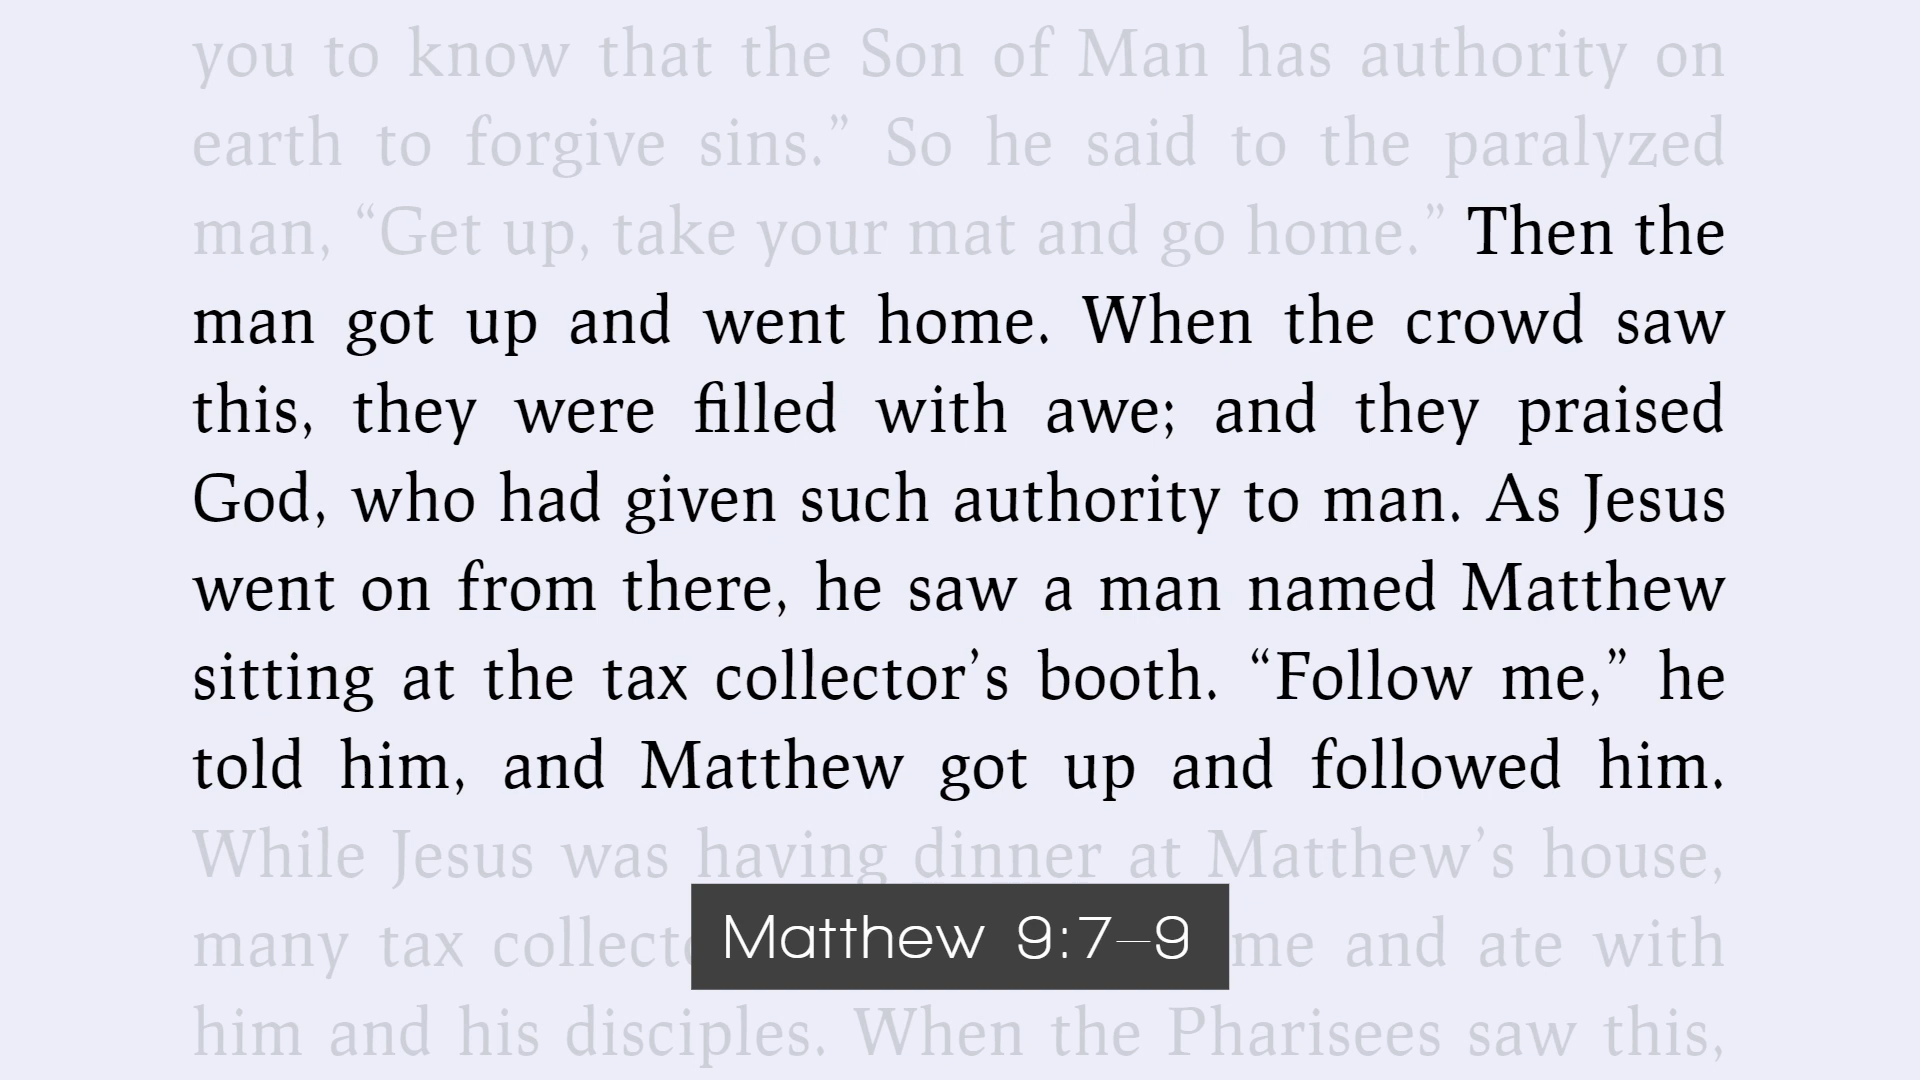 you to know that the Son of Man has authority on
earth to forgive sins.” So he said to the paralyzed
man, “Get up, take your mat and go home.” Then the
man got up and went home. When the crowd saw
this, they were filled with awe; and they praised
God, who had given such authority to man. As Jesus
went on from there, he saw a man named Matthew
sitting at the tax collector’s booth. “Follow me,” he
told him, and Matthew got up and followed him.
While Jesus was having dinner at Matthew’s house,
many tax me and ate with
Matthew 9:7–9
him and his disciples. When the Pharisees saw this,